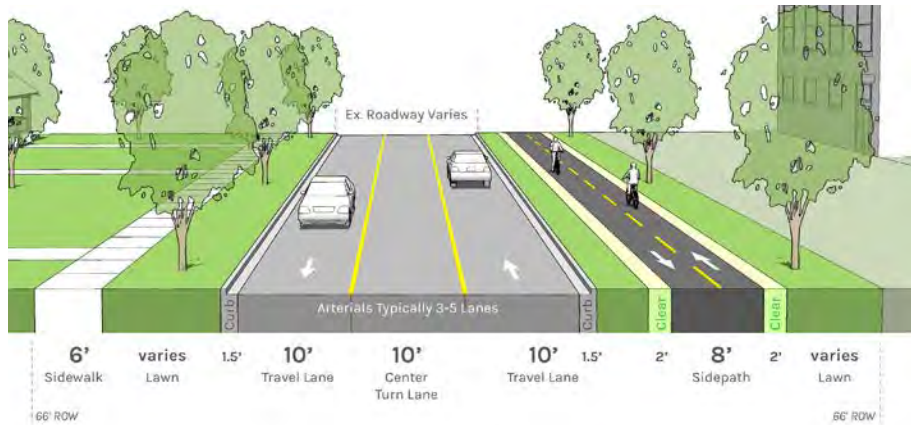 Ex. Roadway Varies
Arterials Typically 3-5 Lanes
Curb
Curb
Clear
Clear
6’ varies 1.5’ 10’ 10’ 10’ 1.5’ 2’ 8’ 2’ varies
Sidewalk Lawn Travel Lane Center Travel Lane Sidepath Lawn
Turn Lane
66’ ROW 66’ ROW